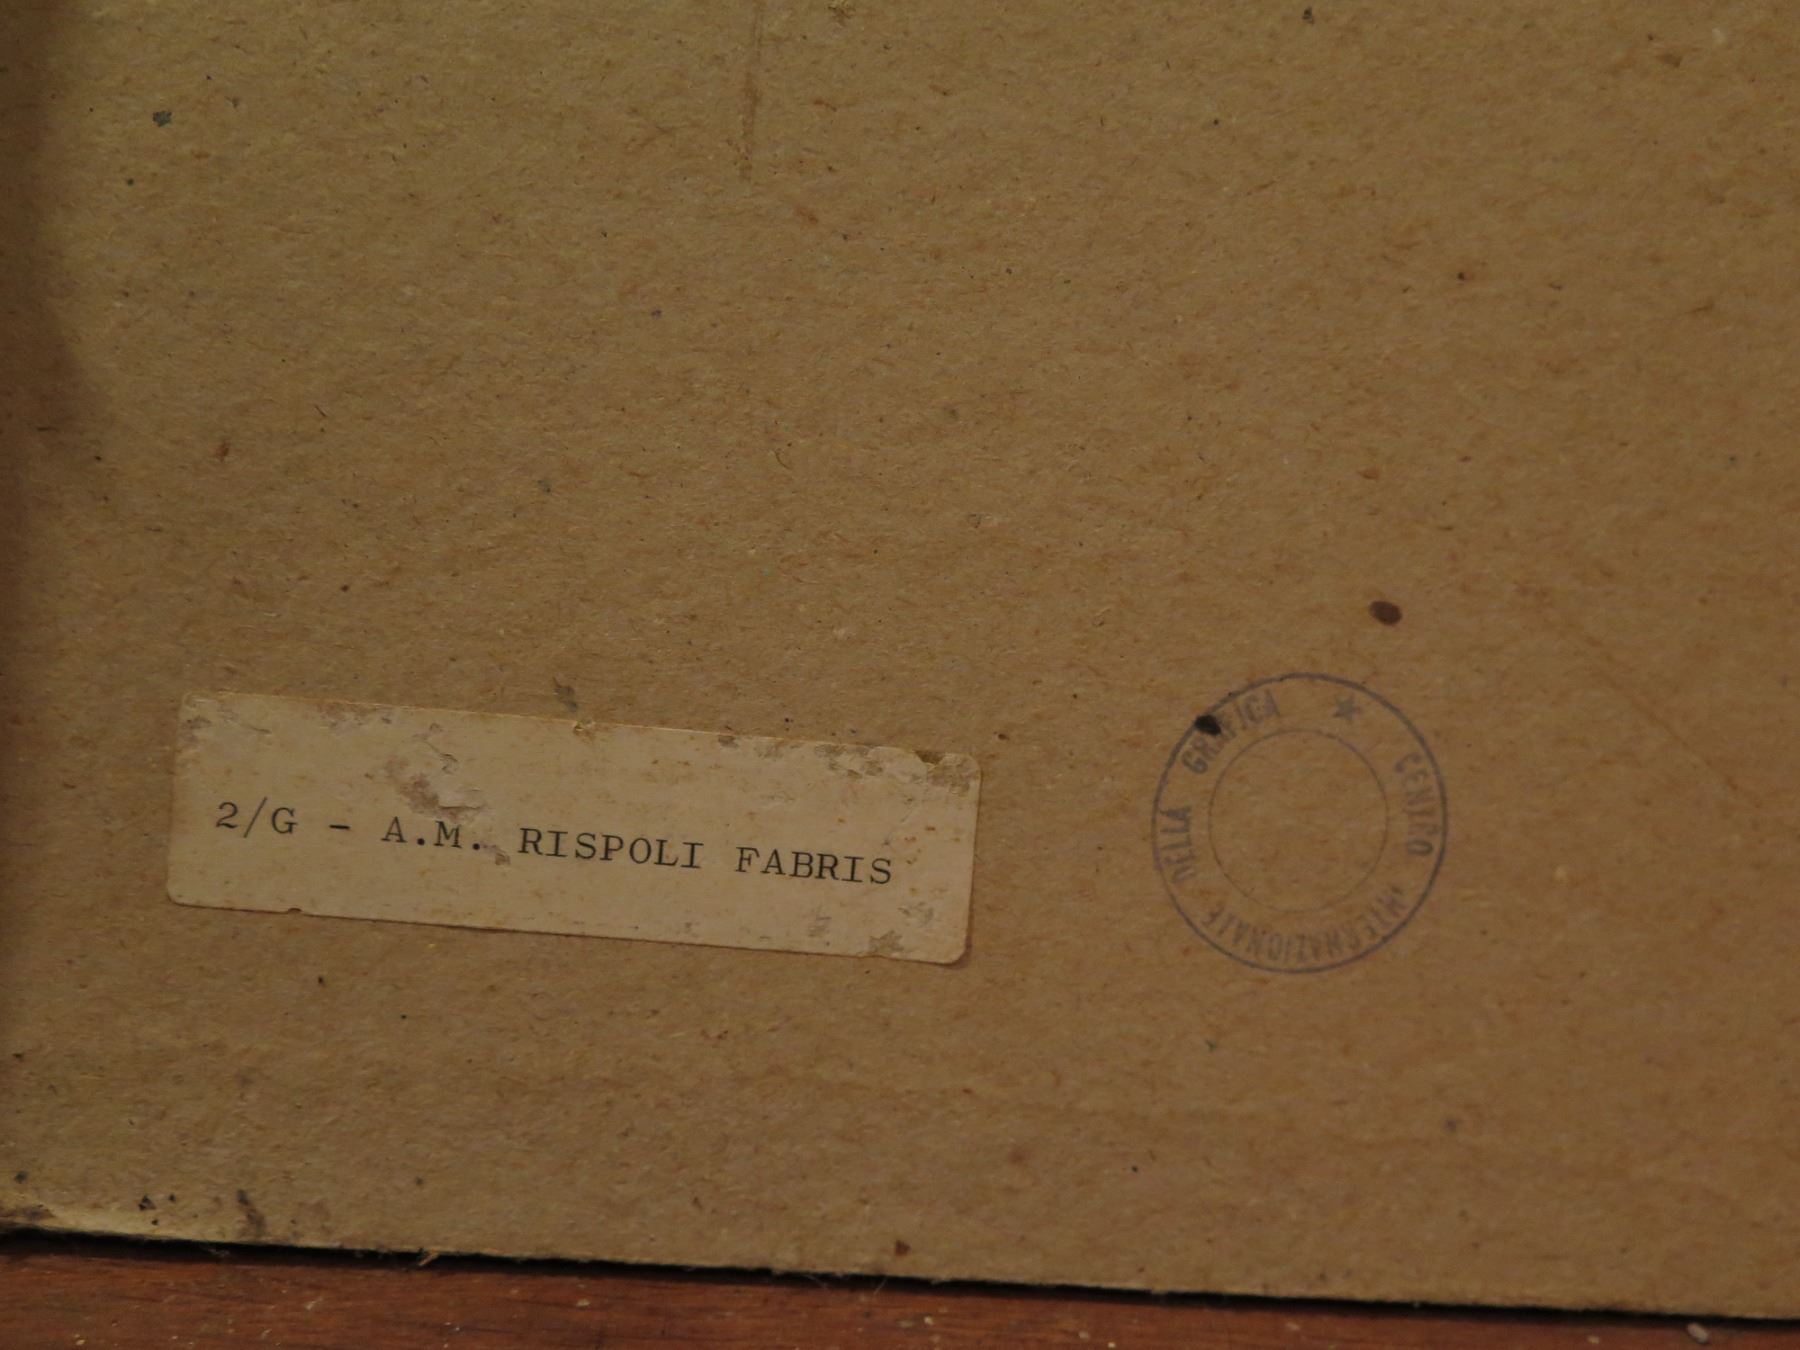 2/G - A.M. RISPOLI FABRIS
CENTRO INTERNAZIONALE DELLA GRAFICA